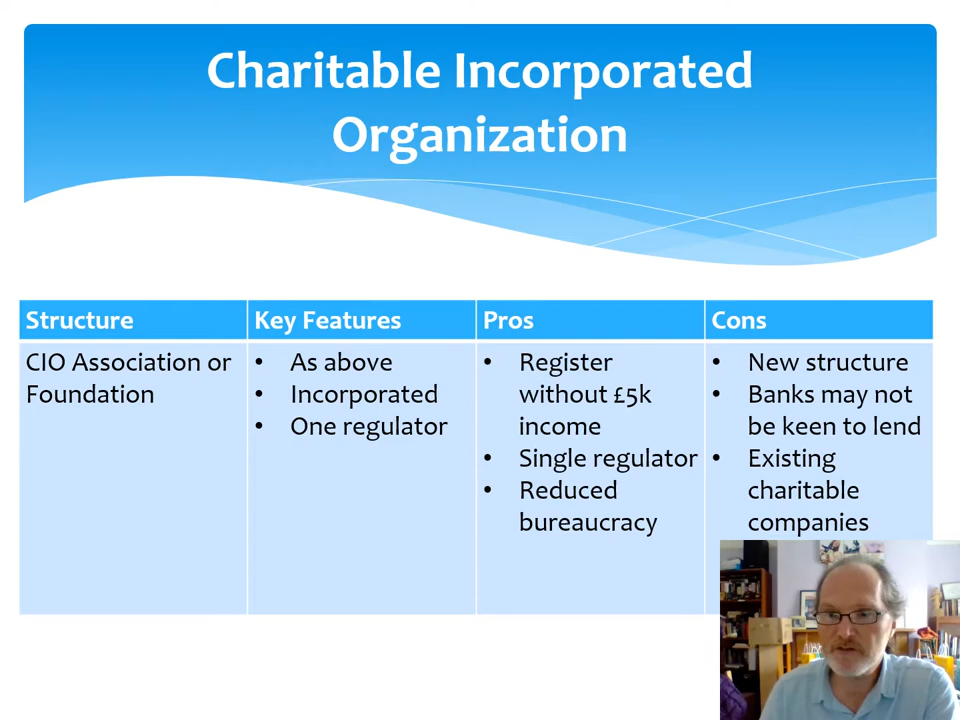 Charitable Incorporated
Organization
Structure
Key Features
Pros
Cons
CIO Association or
Foundation
• As above
• Incorporated
• One regulator
• Register
without £5k
income
• Single regulator
• Reduced
bureaucracy
• New structure
• Banks may not
be keen to lend
• Existing
charitable
companies